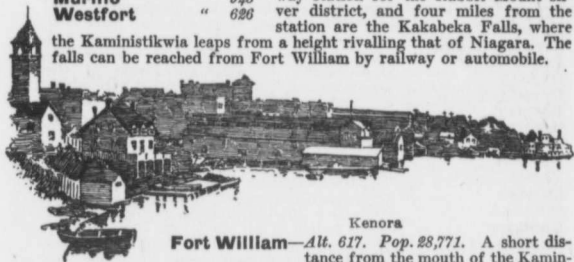 Westfort " 626 ver district, and four miles from the
station are the Kakabeka Falls, where
the Kaministikwia leaps from a height rivalling that of Niagara. The
falls can be reached from Fort William by railway or automobile.
Kenora
Fort William—Alt. 617. Pop. 28,771. A short dis-
tance from the mouth of the Kamin-